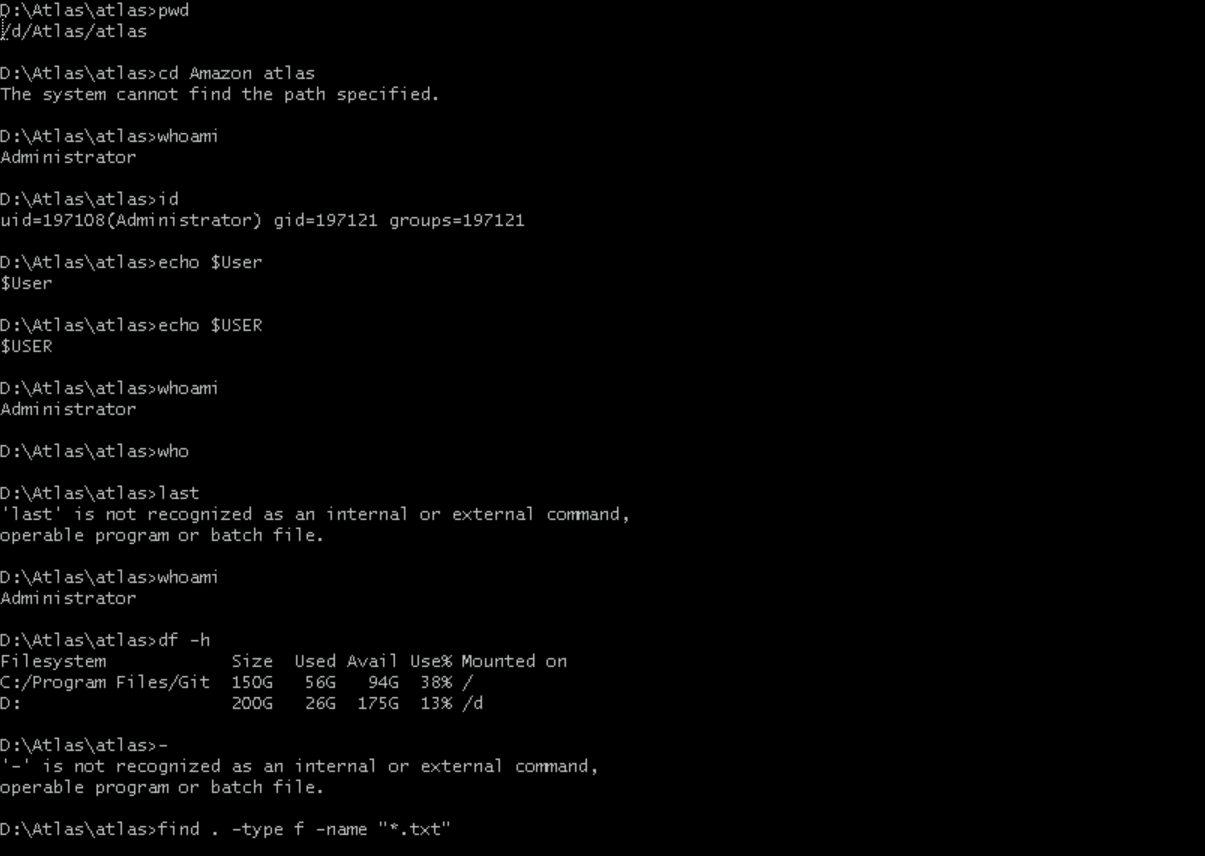 D:\Atlas\atlas>pwd
/d/Atlas/atlas
D:\Atlas\atlas>cd Amazon atlas
The system cannot find the path specified.
D:\Atlas\atlas>whoami
Administrator
D:\Atlas\atlas>id
uid=197108(Administrator) gid=197121 groups=197121
D:\Atlas\atlas>echo $User
$User
D:\Atlas\atlas>echo $USER
$USER
D:\Atlas\atlas>whoami
Administrator
D:\Atlas\atlas>who
D:\Atlas\atlas>last
'last' is not recognized as an internal or external command,
operable program or batch file.
D:\Atlas\atlas>whoami
Administrator
D:\Atlas\atlas>df -h
Filesystem            Size  Used Avail Use% Mounted on
C:/Program Files/Git  150G   56G   94G  38% /
D:                    200G   26G  175G  13% /d
D:\Atlas\atlas>-
'-' is not recognized as an internal or external command,
operable program or batch file.
D:\Atlas\atlas>find . -type f -name "*.txt"